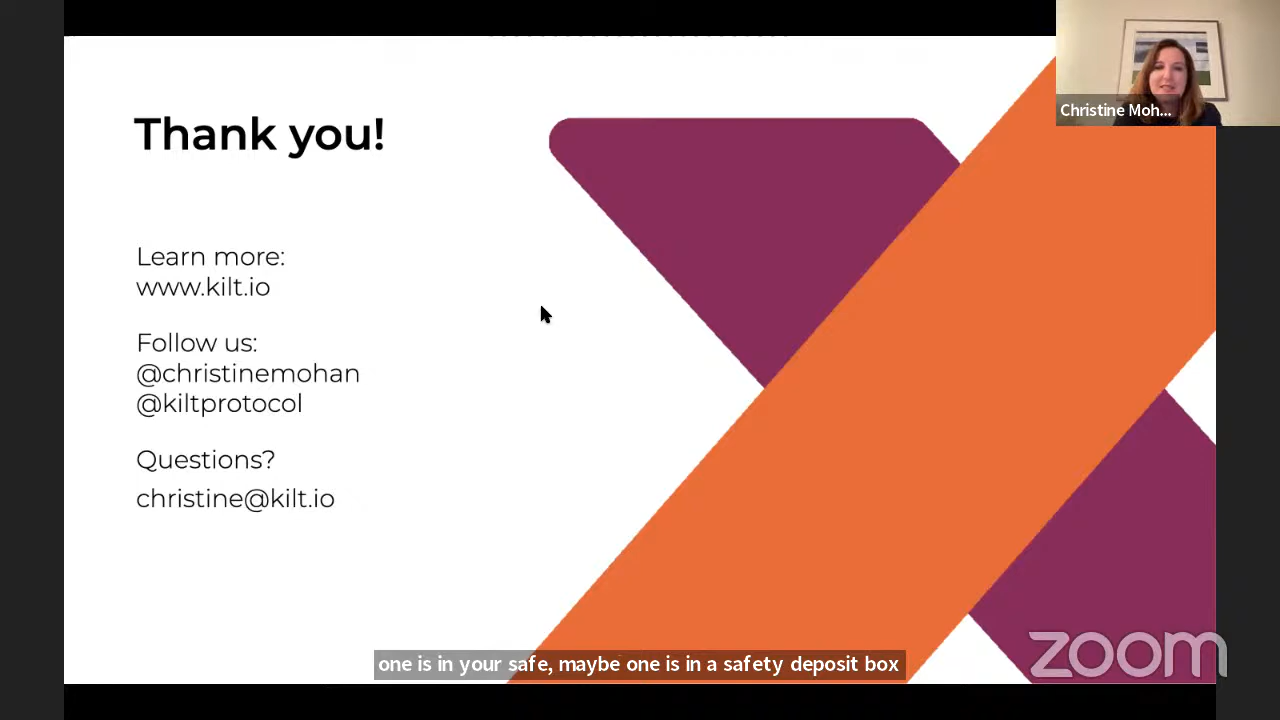 Thank you!
Learn more:
www.kilt.io
Follow us:
@christinemohan
@kiltprotocol
Questions?
christine@kilt.io
Christine Moh...
one is in your safe, maybe one is in a safety deposit box
zoom